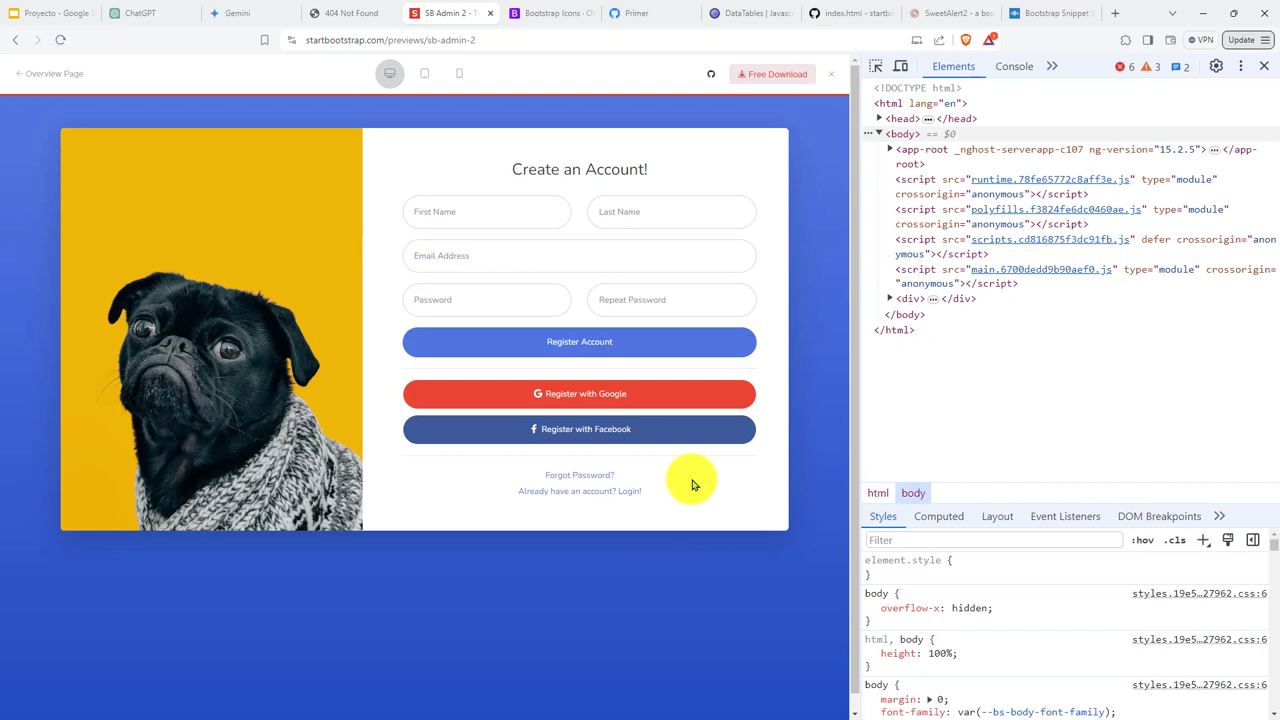 Proyecto - Google S
ChatGPT
Gemini
404 Not Found
SB Admin 2 - T
Bootstrap Icons - O
Primer
DataTables | Javasc
index.html - startbo
SweetAlert2 - a be
Bootstrap Snippet S
startbootstrap.com/previews/sb-admin-2
VPN
Update
← Overview Page
Free Download
Create an Account!
First Name
Last Name
Email Address
Password
Repeat Password
Register Account
Register with Google
Register with Facebook
Forgot Password?
Already have an account? Login!
Elements
Console
6
3
2
<!DOCTYPE html>
<html lang="en">
<head> … </head>
<body> == $0
<app-root _nghost-serverapp-c107 ng-version="15.2.5"> … </app-
root>
<script src="runtime.78fe65772c8aff3e.js" type="module"
crossorigin="anonymous"></script>
<script src="polyfills.f3824fe6dc0460ae.js" type="module"
crossorigin="anonymous"></script>
<script src="scripts.cd816875f3dc91fb.js" defer crossorigin="anon
ymous"></script>
<script src="main.6700dedd9b90aef0.js" type="module" crossorigin=
"anonymous"></script>
<div> … </div>
</body>
</html>
html
body
Styles
Computed
Layout
Event Listeners
DOM Breakpoints
Filter
:hov
.cls
element.style {
}
body {
styles.19e5…27962.css:6
overflow-x: hidden;
}
html, body {
styles.19e5…27962.css:6
height: 100%;
}
body {
styles.19e5…27962.css:6
margin: 0;
font-family: var(--bs-body-font-family);